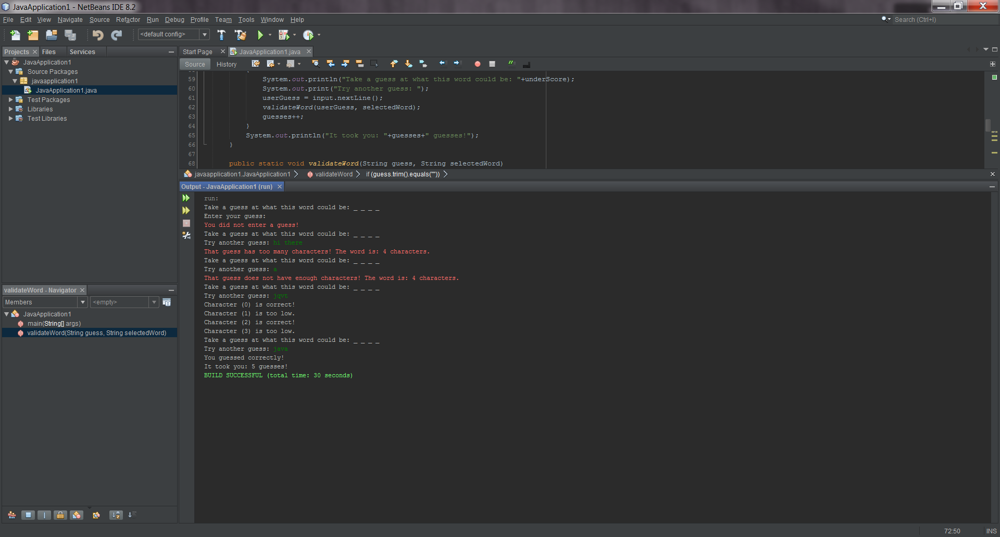 JavaApplication1 - NetBeans IDE 8.2
File Edit View Navigate Source Refactor Run Debug Profile Team Tools Window Help
Search (Ctrl+I)
<default config>
Projects Files Services
JavaApplication1
Source Packages
javaapplication1
JavaApplication1.java
Test Packages
Libraries
Test Libraries
Start Page JavaApplication1.java
Source History
59 System.out.println("Take a guess at what this word could be: "+underScore);
60 System.out.print("Try another guess: ");
61 userGuess = input.nextLine();
62 validateWord(userGuess, selectedWord);
63 guesses++;
64 }
65 System.out.println("It took you: "+guesses+" guesses!");
66 }
67
68 public static void validateWord(String guess, String selectedWord)
javaapplication1.JavaApplication1 validateWord if (guess.trim().equals(""))
Output - JavaApplication1 (run)
run:
Take a guess at what this word could be: _ _ _ _
Enter your guess:
You did not enter a guess!
Take a guess at what this word could be: _ _ _ _
Try another guess: hi there
That guess has too many characters! The word is: 4 characters.
Take a guess at what this word could be: _ _ _ _
Try another guess: a
That guess does not have enough characters! The word is: 4 characters.
Take a guess at what this word could be: _ _ _ _
Try another guess: jqvt
Character (0) is correct!
Character (1) is too low.
Character (2) is correct!
Character (3) is too low.
Take a guess at what this word could be: _ _ _ _
Try another guess: java
You guessed correctly!
It took you: 5 guesses!
BUILD SUCCESSFUL (total time: 30 seconds)
validateWord - Navigator
Members <empty>
JavaApplication1
main(String[] args)
validateWord(String guess, String selectedWord)
72:50 INS